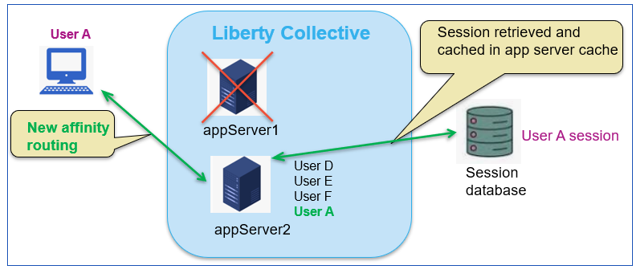 User A
Liberty Collective
Session retrieved and
cached in app server cache
appServer1
New affinity
routing
User D
User E
User F
User A
appServer2
User A session
Session
database